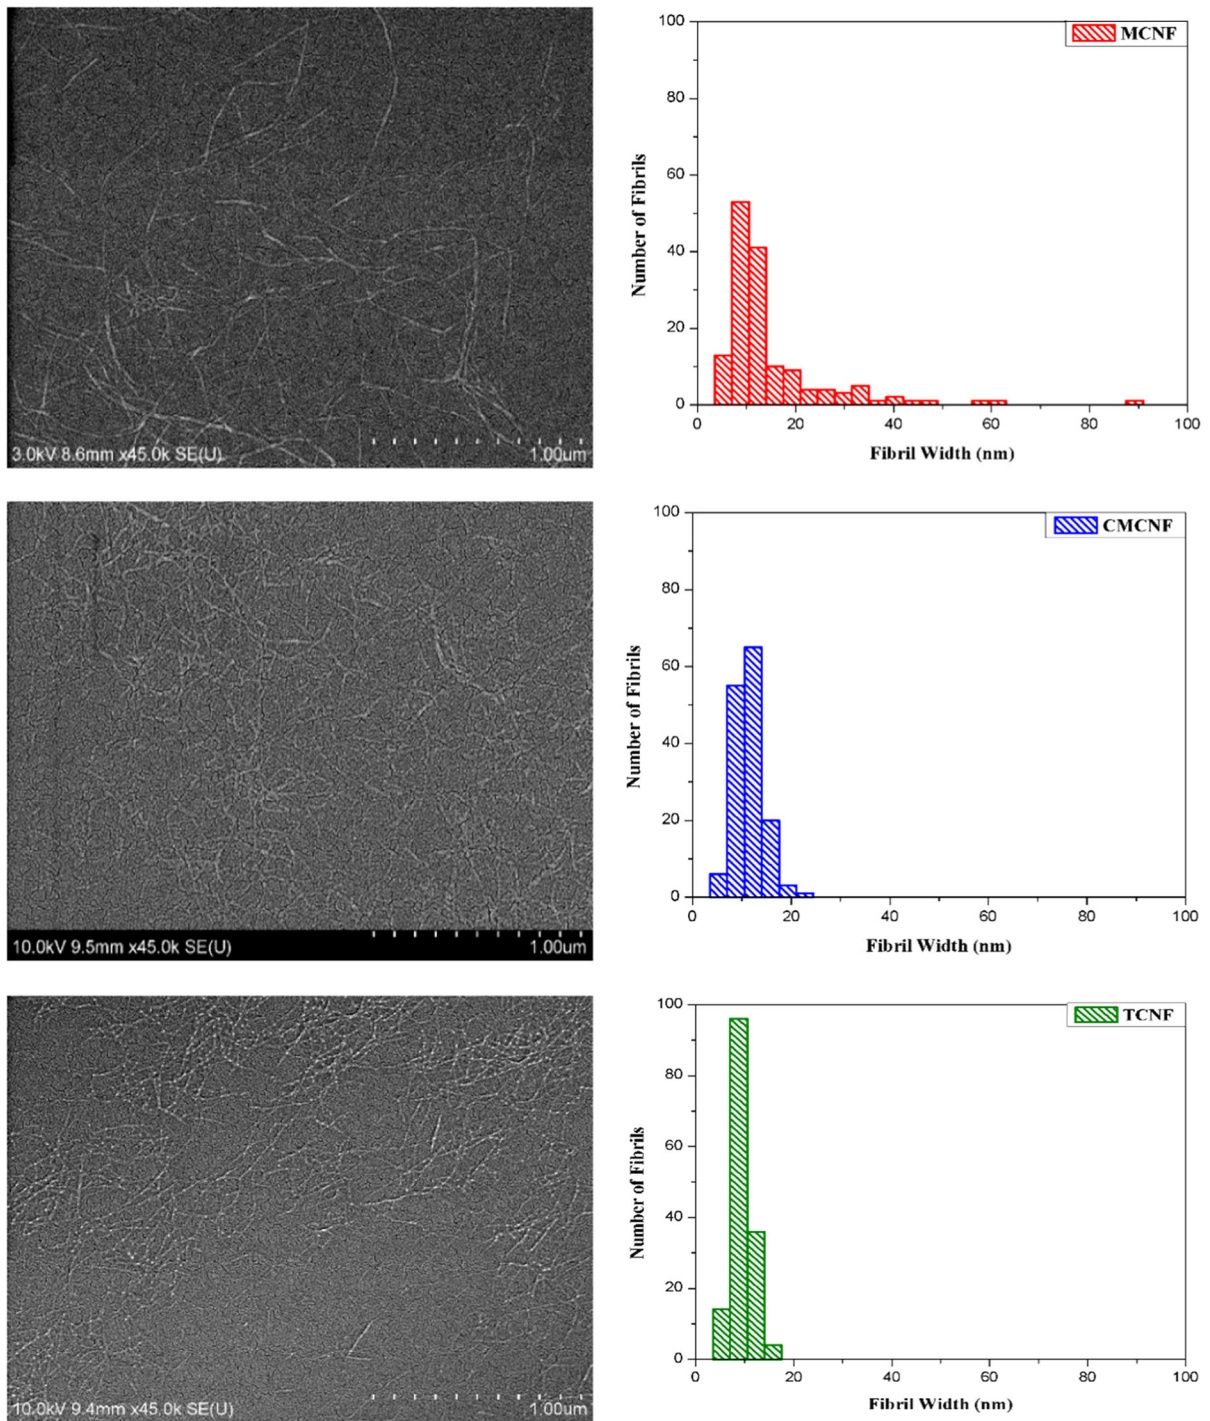 3.0kV 8.6mm x45.0k SE(U) 1.00um
MCNF
Number of Fibrils
100
80
60
40
20
0
0 20 40 60 80 100
Fibril Width (nm)
10.0kV 9.5mm x45.0k SE(U) 1.00um
CMCNF
Number of Fibrils
100
80
60
40
20
0
0 20 40 60 80 100
Fibril Width (nm)
10.0kV 9.4mm x45.0k SE(U) 1.00um
TCNF
Number of Fibrils
100
80
60
40
20
0
0 20 40 60 80 100
Fibril Width (nm)